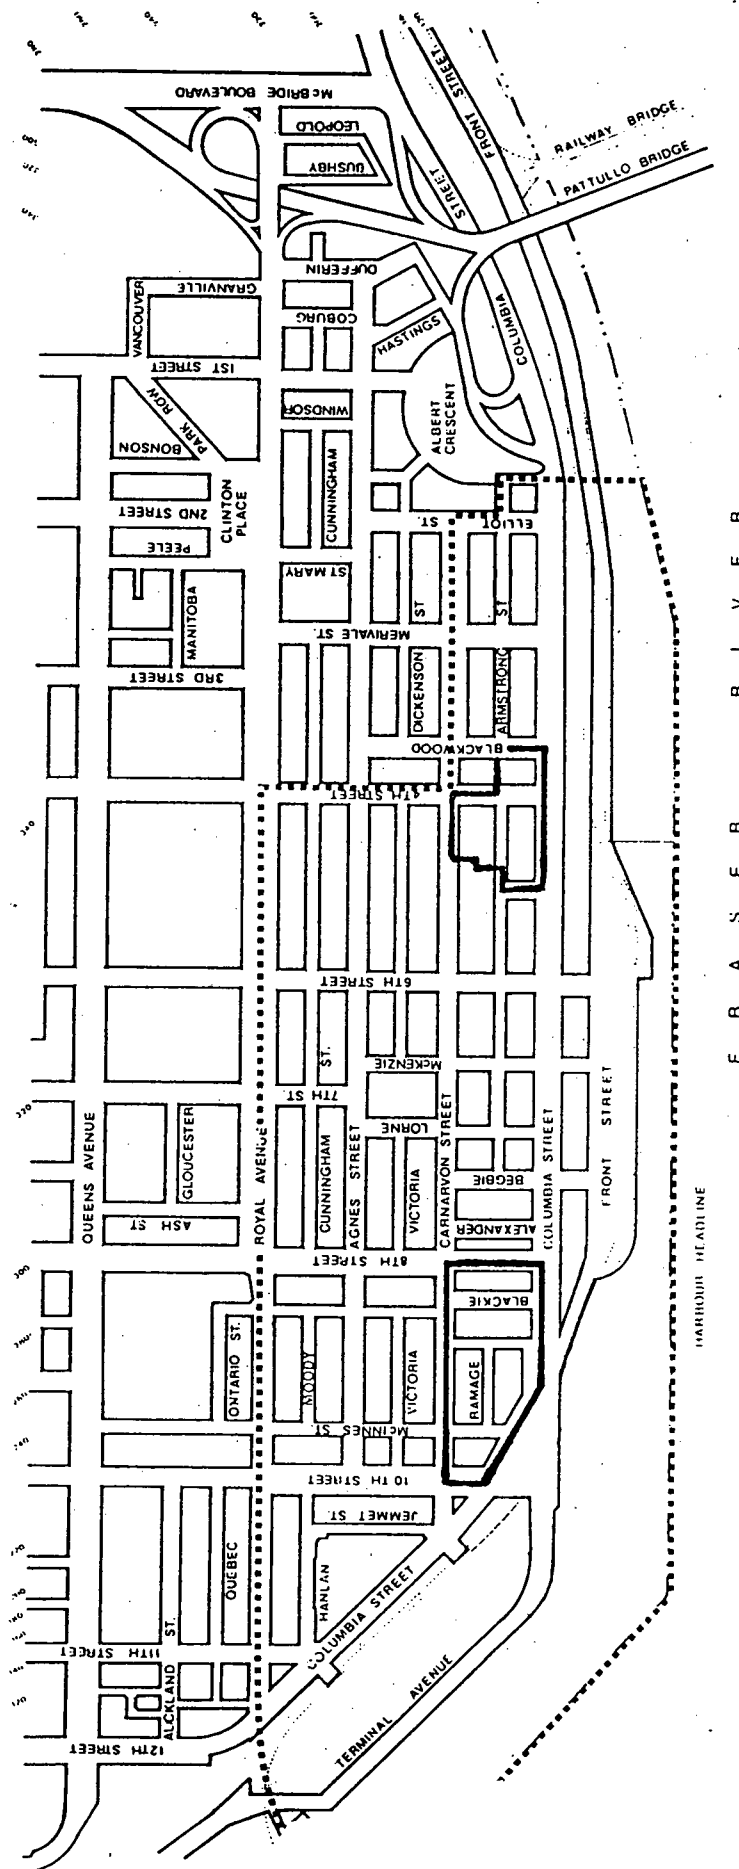 McBRIDE BOULEVARD
LEOPOLD
BUSHBY
FRONT STREET
RAILWAY BRIDGE
PATTULLO BRIDGE
STREET
COLUMBIA
DUFFERIN
GRANVILLE
VANCOUVER
COBURG
HASTINGS
1ST STREET
PARK ROW
BONSON
WINDSOR
ALBERT
CRESCENT
CUNNINGHAM
2ND STREET
CLINTON
PLACE
PEELE
ST.
ELLIOT
ST MARY
MANITOBA
ST
ST
MERIVALE ST.
3RD STREET
DICKENSON
ARMSTRONG
BLACKWOOD
4TH STREET
FRASER RIVER
6TH STREET
ST.
McKENZIE
7TH ST.
LORNE
QUEENS AVENUE
GLOUCESTER
ROYAL AVENUE
CUNNINGHAM
AGNES STREET
VICTORIA
CARNARVON STREET
BEGBIE
ALEXANDER
COLUMBIA STREET
FRONT STREET
ASH ST
8TH STREET
HARBOUR HEADLINE
BLACKIE
ONTARIO ST.
MOODY
VICTORIA
RAMAGE
McINNES ST.
10TH STREET
JEMMET ST.
QUEBEC
HANLAN
COLUMBIA STREET
11TH STREET
ST.
AUCKLAND
12TH STREET
TERMINAL AVENUE